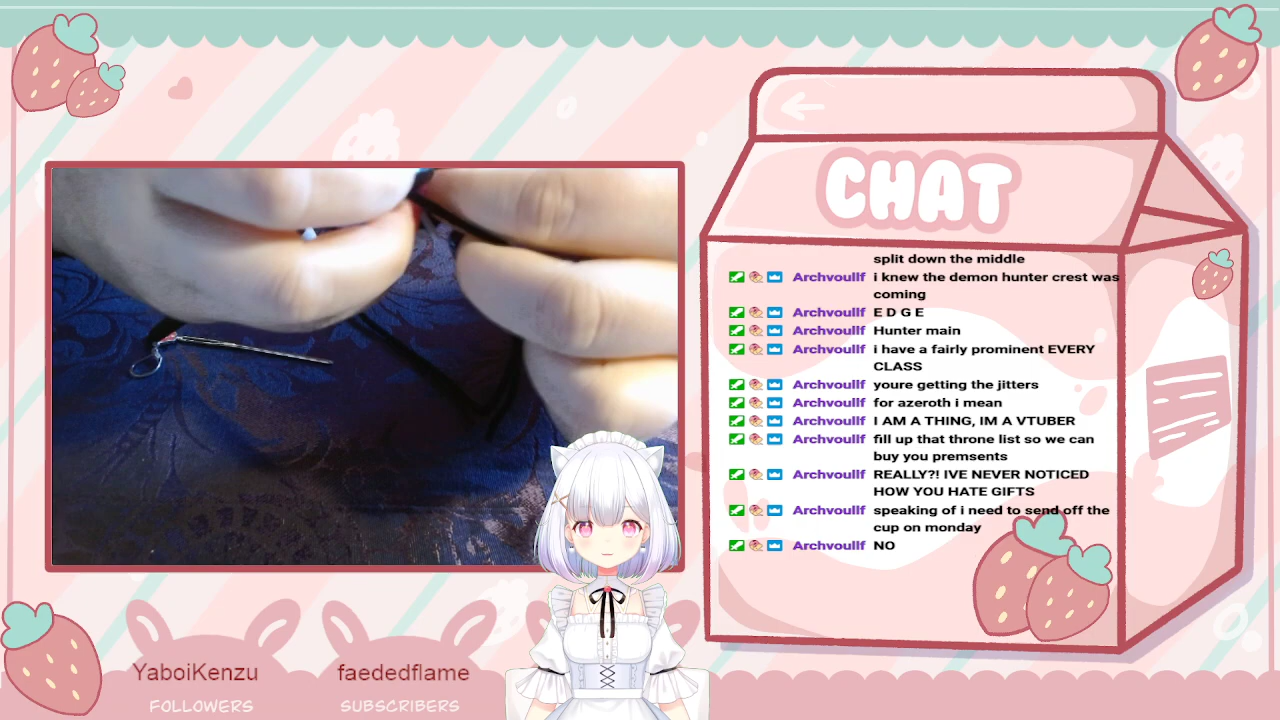 CHAT
split down the middle
Archvoullf i knew the demon hunter crest was
coming
Archvoullf E D G E
Archvoullf Hunter main
Archvoullf i have a fairly prominent EVERY
CLASS
Archvoullf youre getting the jitters
Archvoullf for azeroth i mean
Archvoullf I AM A THING, IM A VTUBER
Archvoullf fill up that throne list so we can
buy you premsents
Archvoullf REALLY?! IVE NEVER NOTICED
HOW YOU HATE GIFTS
Archvoullf speaking of i need to send off the
cup on monday
Archvoullf NO
YaboiKenzu
FOLLOWERS
faededflame
SUBSCRIBERS